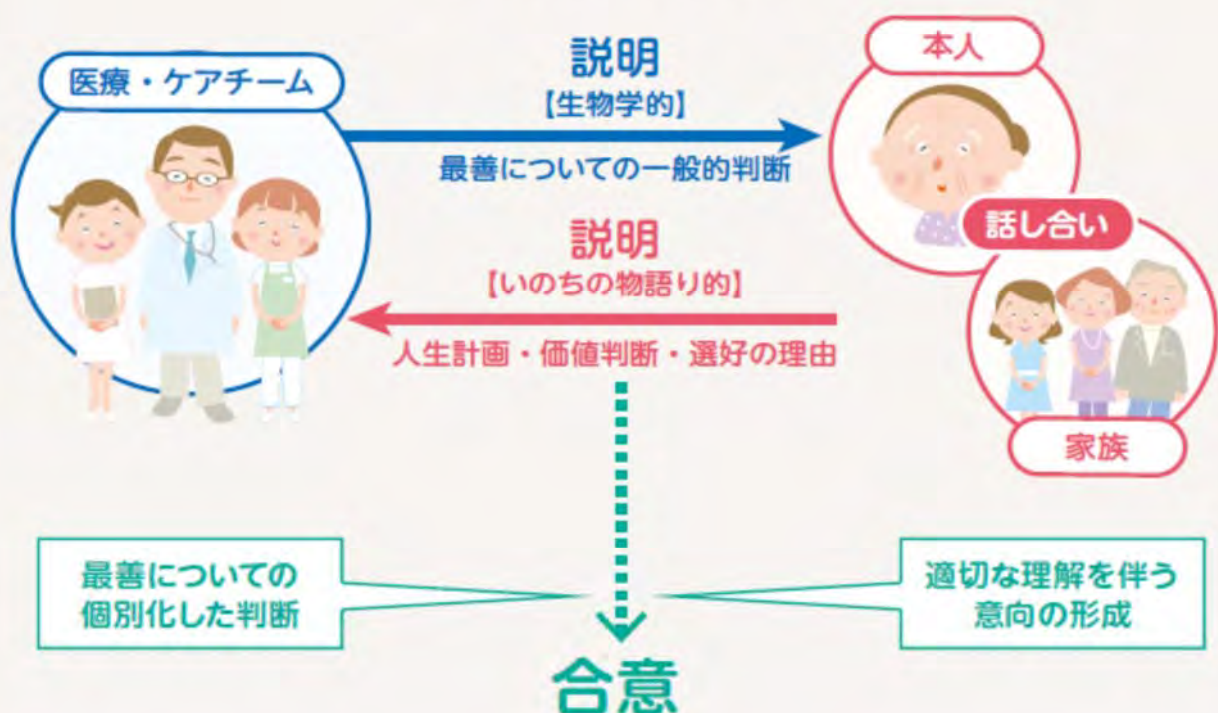 医療・ケアチーム
説明
【生物学的】
最善についての一般的判断
本人
話し合い
説明
【いのちの物語り的】
人生計画・価値判断・選好の理由
家族
最善についての
個別化した判断
適切な理解を伴う
意向の形成
合意